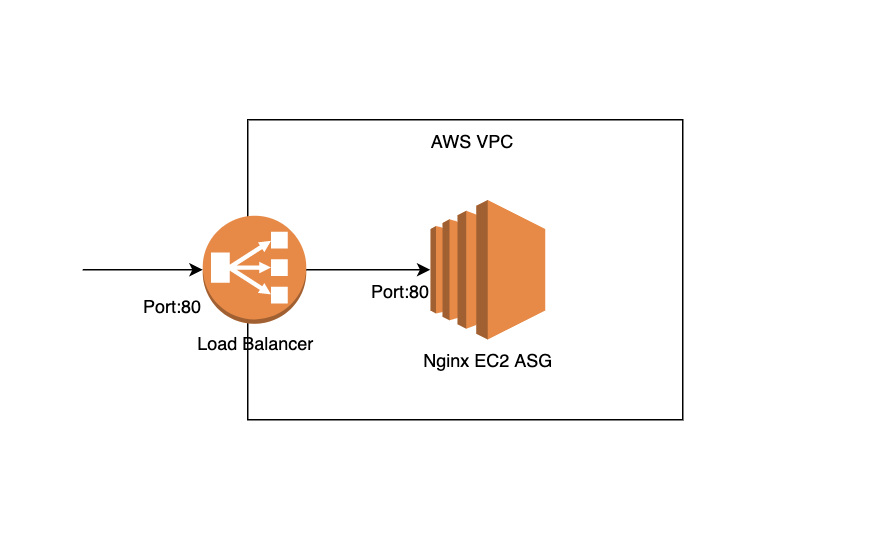 AWS VPC
Port:80
Port:80
Load Balancer
Nginx EC2 ASG